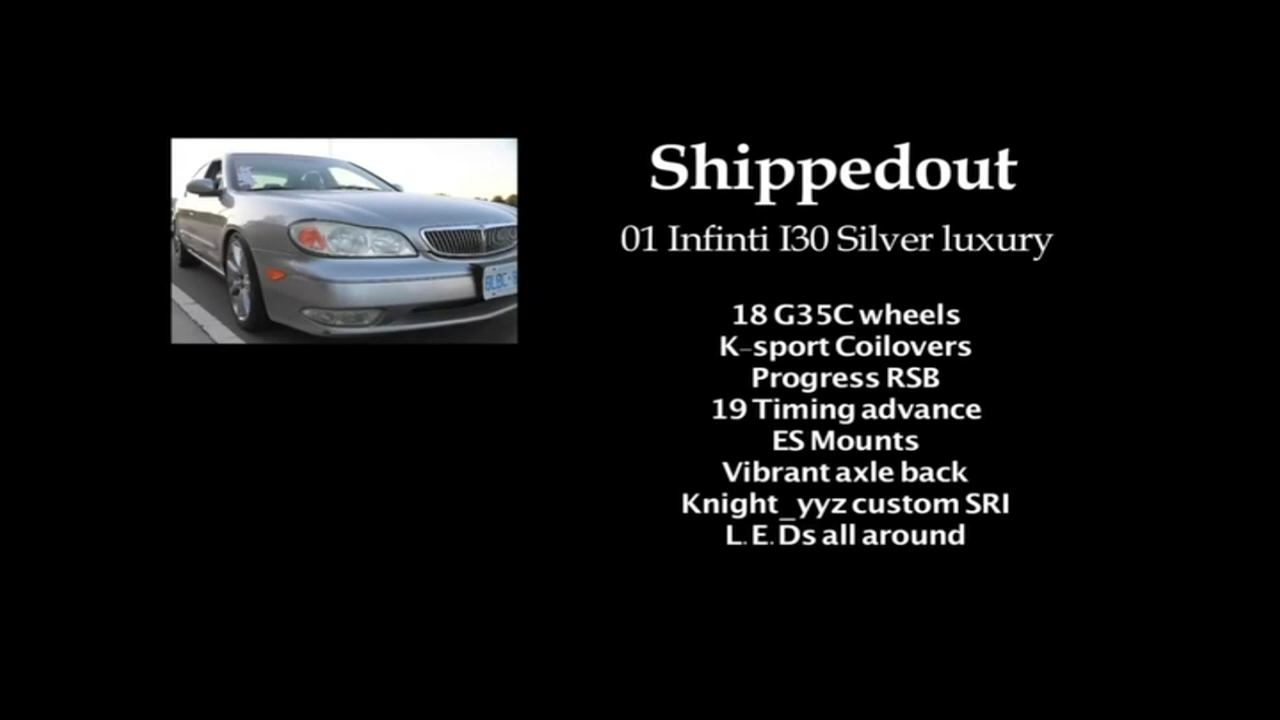 Shippedout
01 Infinti I30 Silver luxury
18 G35C wheels
K-sport Coilovers
Progress RSB
19 Timing advance
ES Mounts
Vibrant axle back
Knight_yyz custom SRI
L.E.Ds all around
BLBC